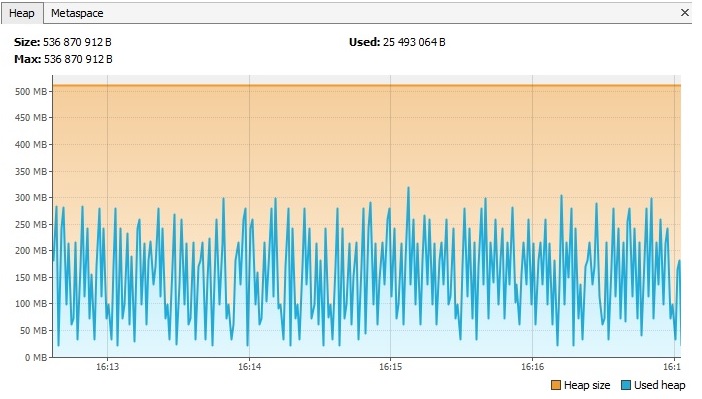 Heap Metaspace ×
Size: 536 870 912 B Used: 25 493 064 B
Max: 536 870 912 B
500 MB
450 MB
400 MB
350 MB
300 MB
250 MB
200 MB
150 MB
100 MB
50 MB
0 MB
16:13 16:14 16:15 16:16 16:1
Heap size Used heap